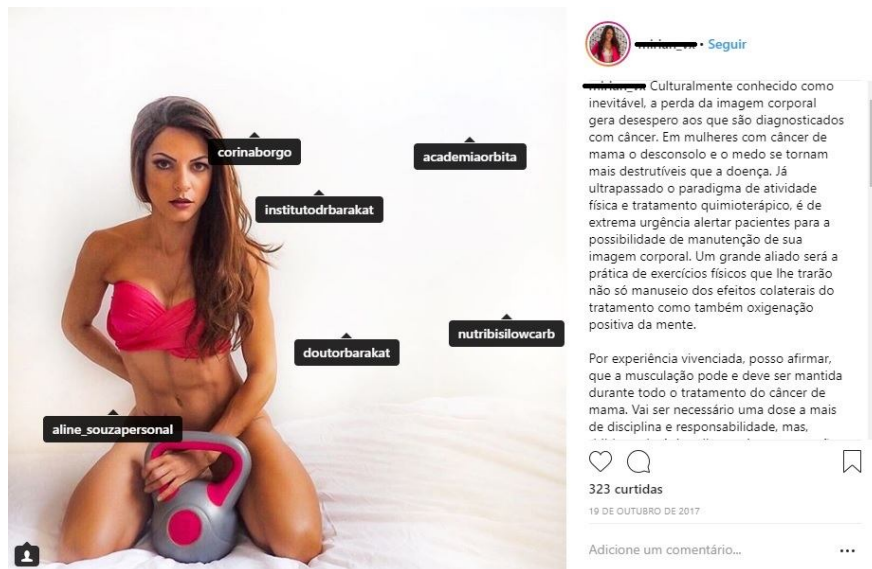 corinaborgo
academiaorbita
institutodrbarakat
nutribisilowcarb
doutorbarakat
aline_souzapersonal
• Seguir
Culturalmente conhecido como
inevitável, a perda da imagem corporal
gera desespero aos que são diagnosticados
com câncer. Em mulheres com câncer de
mama o desconsolo e o medo se tornam
mais destrutíveis que a doença. Já
ultrapassado o paradigma de atividade
física e tratamento quimioterápico, é de
extrema urgência alertar pacientes para a
possibilidade de manutenção de sua
imagem corporal. Um grande aliado será a
prática de exercícios físicos que lhe trarão
não só manuseio dos efeitos colaterais do
tratamento como também oxigenação
positiva da mente.
Por experiência vivenciada, posso afirmar,
que a musculação pode e deve ser mantida
durante todo o tratamento do câncer de
mama. Vai ser necessário uma dose a mais
de disciplina e responsabilidade, mas,
323 curtidas
19 DE OUTUBRO DE 2017
Adicione um comentário...